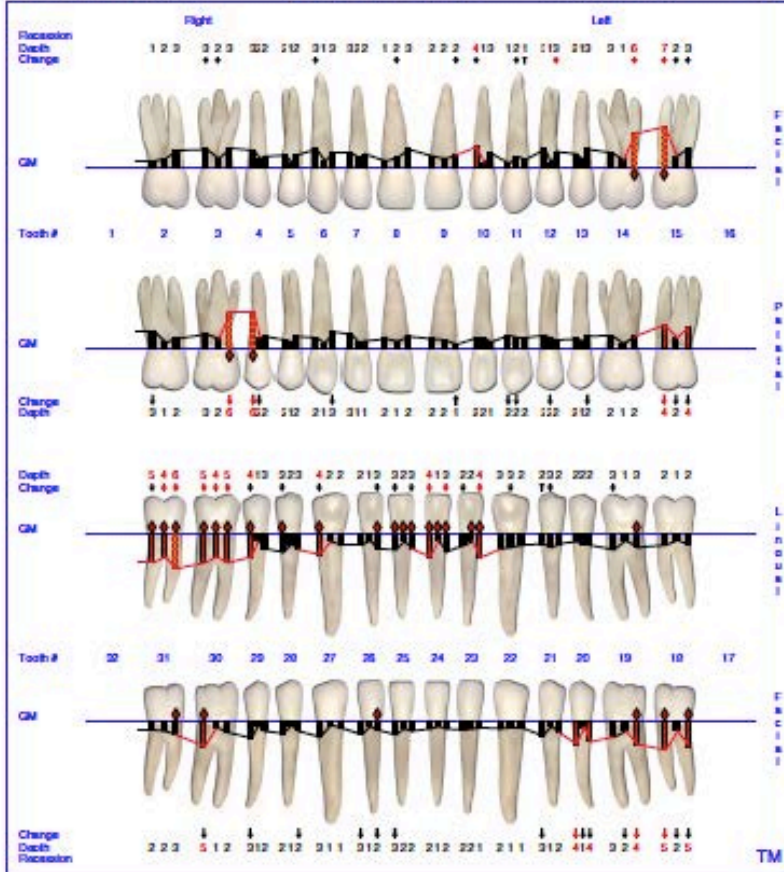 Right Left
Recession
Depth 1 2 3 3 2 3 2 2 2 1 2 3 1 3 3 2 2 1 2 3 2 2 2 4 1 3 1 2 1 1 3 2 1 3 3 1 6 7 2 3
Change
GM
Facial
Tooth # 1 2 3 4 5 6 7 8 9 10 11 12 13 14 15 16
GM
Palatal
Change
Depth 3 1 2 3 2 6 6 2 2 2 1 2 2 1 3 3 1 1 2 1 2 2 2 1 2 2 1 2 2 2 2 2 2 1 2 2 1 2 4 2 4
Depth 5 4 6 5 4 5 4 1 3 3 2 3 4 2 2 2 1 3 3 2 3 4 1 3 2 2 4 3 3 2 2 3 2 2 2 2 3 1 3 2 1 2
Change
GM
Lingual
Tooth # 32 31 30 29 28 27 26 25 24 23 22 21 20 19 18 17
GM
Facial
Change
Depth 2 2 3 5 1 2 3 1 2 2 1 2 3 1 1 3 1 2 3 2 2 2 1 2 2 2 1 2 1 1 3 1 2 4 1 4 3 2 4 5 2 5
Recession
TM